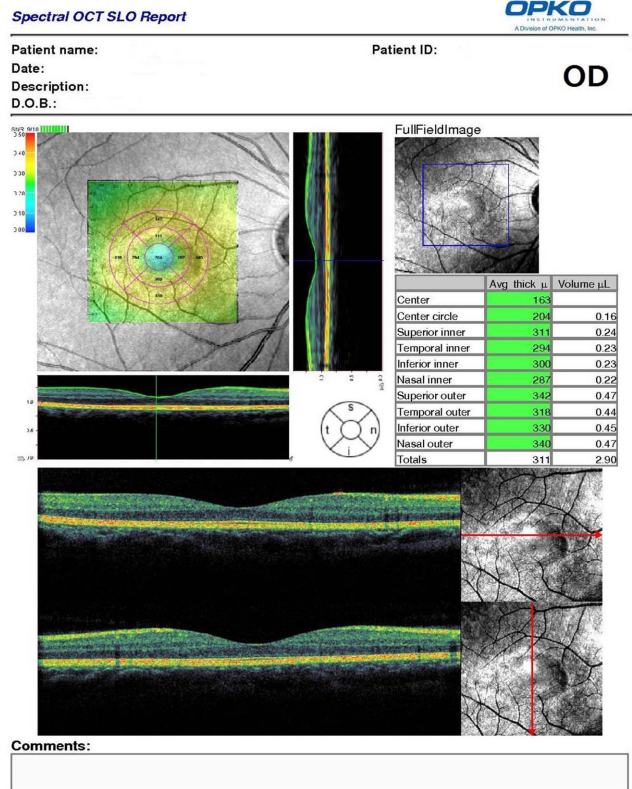 Spectral OCT SLO Report
OPKO
INSTRUMENTATION
A Division of OPKO Health, Inc.
Patient name:
Patient ID:
Date:
Description:
D.O.B.:
OD
SNR 9/10
FullFieldImage
Avg thick µ Volume µL
Center 163
Center circle 204 0.16
Superior inner 311 0.24
Temporal inner 294 0.23
Inferior inner 300 0.23
Nasal inner 287 0.22
Superior outer 342 0.47
Temporal outer 318 0.44
Inferior outer 330 0.45
Nasal outer 340 0.47
Totals 311 2.90
s
t n
i
Comments: